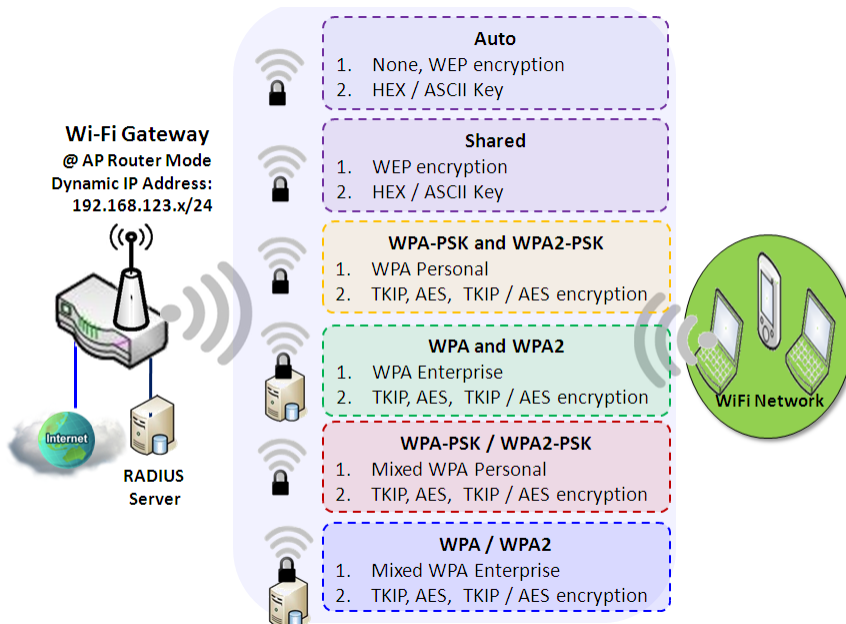 Wi-Fi Gateway
@ AP Router Mode
Dynamic IP Address:
192.168.123.x/24
Internet
RADIUS
Server
Auto
1. None, WEP encryption
2. HEX / ASCII Key
Shared
1. WEP encryption
2. HEX / ASCII Key
WPA-PSK and WPA2-PSK
1. WPA Personal
2. TKIP, AES, TKIP / AES encryption
WPA and WPA2
1. WPA Enterprise
2. TKIP, AES, TKIP / AES encryption
WPA-PSK / WPA2-PSK
1. Mixed WPA Personal
2. TKIP, AES, TKIP / AES encryption
WPA / WPA2
1. Mixed WPA Enterprise
2. TKIP, AES, TKIP / AES encryption
WiFi Network